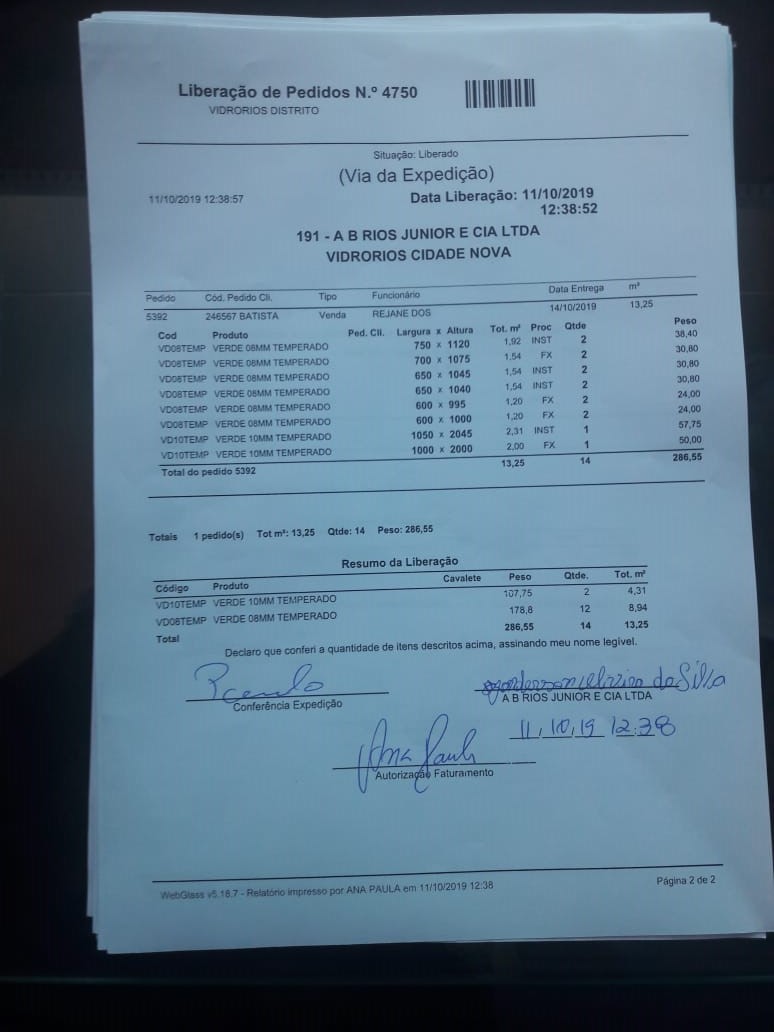 Liberação de Pedidos N.º 4750
VIDRORIOS DISTRITO
Situação: Liberado
(Via da Expedição)
11/10/2019 12:38:57 Data Liberação: 11/10/2019
12:38:52
191 - A B RIOS JUNIOR E CIA LTDA
VIDRORIOS CIDADE NOVA
Pedido Cód. Pedido Cli. Tipo Funcionário Data Entrega m²
5392 246567 BATISTA Venda REJANE DOS 14/10/2019 13,25
Cod Produto Ped. Cli. Largura x Altura Tot. m² Proc Qtde Peso
VD08TEMP VERDE 08MM TEMPERADO 750 x 1120 1,92 INST 2 38,40
VD08TEMP VERDE 08MM TEMPERADO 700 x 1075 1,54 FX 2 30,80
VD08TEMP VERDE 08MM TEMPERADO 650 x 1045 1,54 INST 2 30,80
VD08TEMP VERDE 08MM TEMPERADO 650 x 1040 1,54 INST 2 30,80
VD08TEMP VERDE 08MM TEMPERADO 600 x 995 1,20 FX 2 24,00
VD08TEMP VERDE 08MM TEMPERADO 600 x 1000 1,20 FX 2 24,00
VD10TEMP VERDE 10MM TEMPERADO 1050 x 2045 2,31 INST 1 57,75
VD10TEMP VERDE 10MM TEMPERADO 1000 x 2000 2,00 FX 1 50,00
Total do pedido 5392 13,25 14 286,55
Totais 1 pedido(s) Tot m²: 13,25 Qtde: 14 Peso: 286,55
Resumo da Liberação
Código Produto Cavalete Peso Qtde. Tot. m²
VD10TEMP VERDE 10MM TEMPERADO 107,75 2 4,31
VD08TEMP VERDE 08MM TEMPERADO 178,8 12 8,94
Total 286,55 14 13,25
Declaro que conferi a quantidade de itens descritos acima, assinando meu nome legivel.
da Silva
Conferência Expedição A B RIOS JUNIOR E CIA LTDA
11/10/19 12:38
Ana Paula
Autorização Faturamento
WebGlass v5.18.7 - Relatório impresso por ANA PAULA em 11/10/2019 12:38 Página 2 de 2